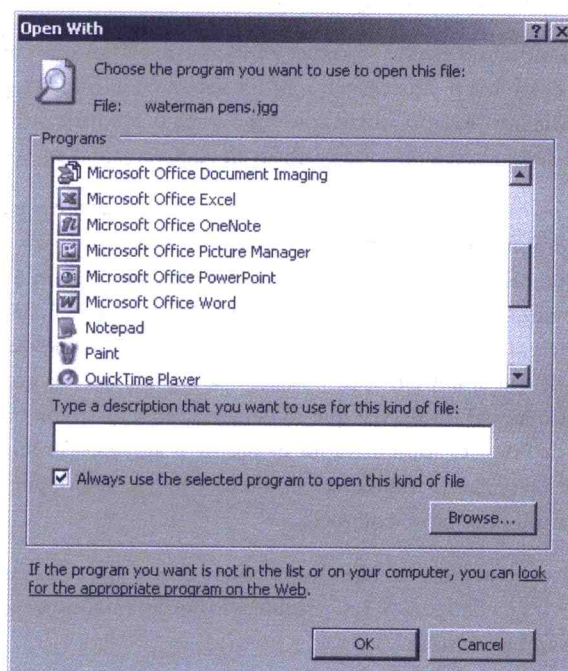 Open With
Choose the program you want to use to open this file:
File: waterman pens.jgg
Programs
Microsoft Office Document Imaging
Microsoft Office Excel
Microsoft Office OneNote
Microsoft Office Picture Manager
Microsoft Office PowerPoint
Microsoft Office Word
Notepad
Paint
QuickTime Player
Type a description that you want to use for this kind of file:
Always use the selected program to open this kind of file
Browse...
If the program you want is not in the list or on your computer, you can look
for the appropriate program on the Web.
OK
Cancel